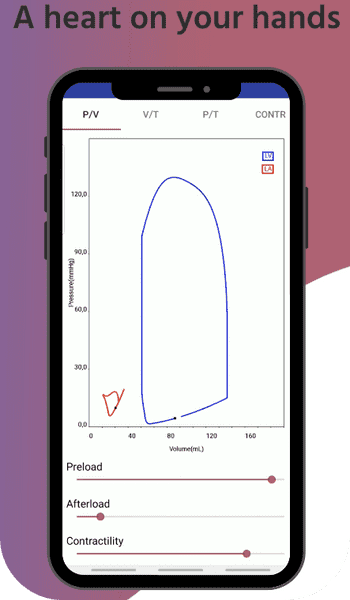 A heart on your hands
P/V V/T P/T CONTR
LV
LA
120,0
90,0
60,0
30,0
0,0
Pressure(mmHg)
0 40 80 120 160
Volume(mL)
Preload
Afterload
Contractility